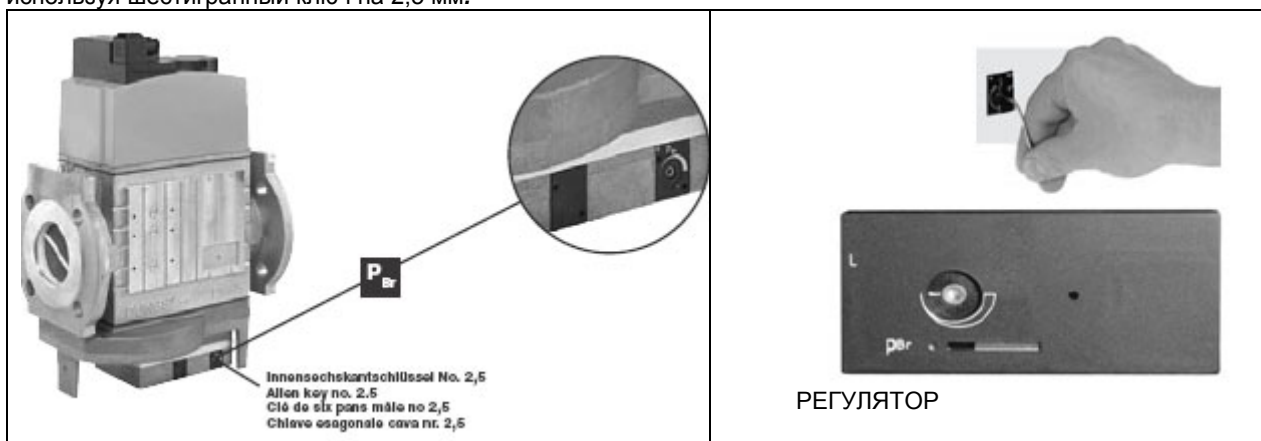 используя шестигранный ключ на 2,5 мм.
P Br
Innensechskantschlüssel No. 2,5
Allen key no. 2.5
Clé de six pans mâle no 2,5
Chiave esagonale cava nr. 2,5
L
pBr
РЕГУЛЯТОР